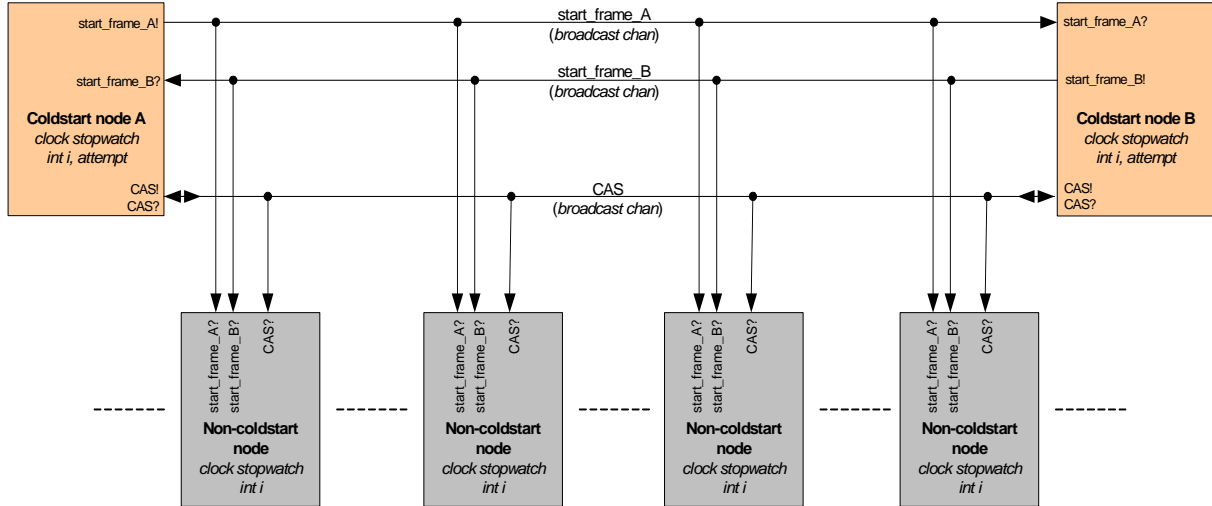 start_frame_A!
start_frame_B?
Coldstart node A
clock stopwatch
int i, attempt
CAS!
CAS?
start_frame_A
(broadcast chan)
start_frame_B
(broadcast chan)
CAS
(broadcast chan)
start_frame_A?
start_frame_B!
Coldstart node B
clock stopwatch
int i, attempt
CAS!
CAS?
start_frame_A?
start_frame_B?
CAS?
Non-coldstart
node
clock stopwatch
int i
start_frame_A?
start_frame_B?
CAS?
Non-coldstart
node
clock stopwatch
int i
start_frame_A?
start_frame_B?
CAS?
Non-coldstart
node
clock stopwatch
int i
start_frame_A?
start_frame_B?
CAS?
Non-coldstart
node
clock stopwatch
int i